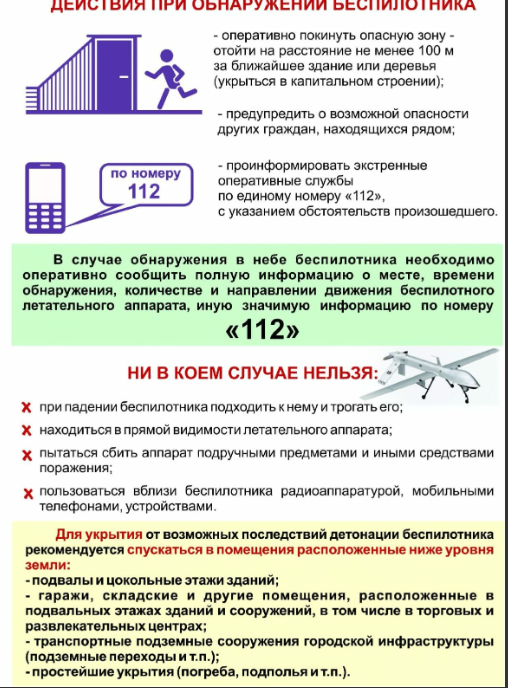 ДЕЙСТВИЯ ПРИ ОБНАРУЖЕНИИ БЕСПИЛОТНИКА
- оперативно покинуть опасную зону -
отойти на расстояние не менее 100 м
за ближайшее здание или деревья
(укрыться в капитальном строении);
- предупредить о возможной опасности
других граждан, находящихся рядом;
по номеру
112
- проинформировать экстренные
оперативные службы
по единому номеру «112»,
с указанием обстоятельств произошедшего.
В случае обнаружения в небе беспилотника необходимо
оперативно сообщить полную информацию о месте, времени
обнаружения, количестве и направлении движения беспилотного
летательного аппарата, иную значимую информацию по номеру
«112»
НИ В КОЕМ СЛУЧАЕ НЕЛЬЗЯ:
х при падении беспилотника подходить к нему и трогать его;
х находиться в прямой видимости летательного аппарата;
х пытаться сбить аппарат подручными предметами и иными средствами
поражения;
х пользоваться вблизи беспилотника радиоаппаратурой, мобильными
телефонами, устройствами.
Для укрытия от возможных последствий детонации беспилотника
рекомендуется спускаться в помещения расположенные ниже уровня
земли:
- подвалы и цокольные этажи зданий;
- гаражи, складские и другие помещения, расположенные в
подвальных этажах зданий и сооружений, в том числе в торговых и
развлекательных центрах;
- транспортные подземные сооружения городской инфраструктуры
(подземные переходы и т.п.);
- простейшие укрытия (погреба, подполья и т.п.).